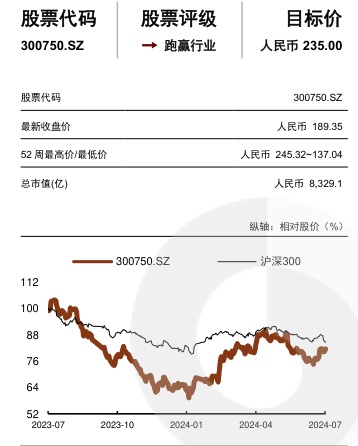 股票代码 股票评级 目标价
300750.SZ 跑赢行业 人民币 235.00
股票代码 300750.SZ
最新收盘价 人民币 189.35
52 周最高价/最低价 人民币 245.32~137.04
总市值(亿) 人民币 8,329.1
纵轴：相对股价（%）
300750.SZ 沪深300
112
100
88
76
64
52
2023-07 2023-10 2024-01 2024-04 2024-07